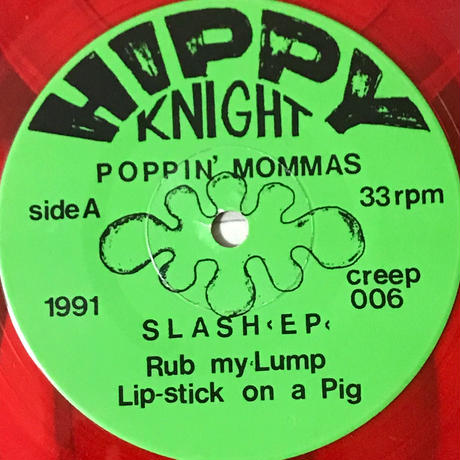 HIPPY
KNIGHT
POPPIN' MOMMAS
side A 33 rpm
1991 creep
006
SLASH‹EP‹
Rub my·Lump
Lip-stick on a Pig